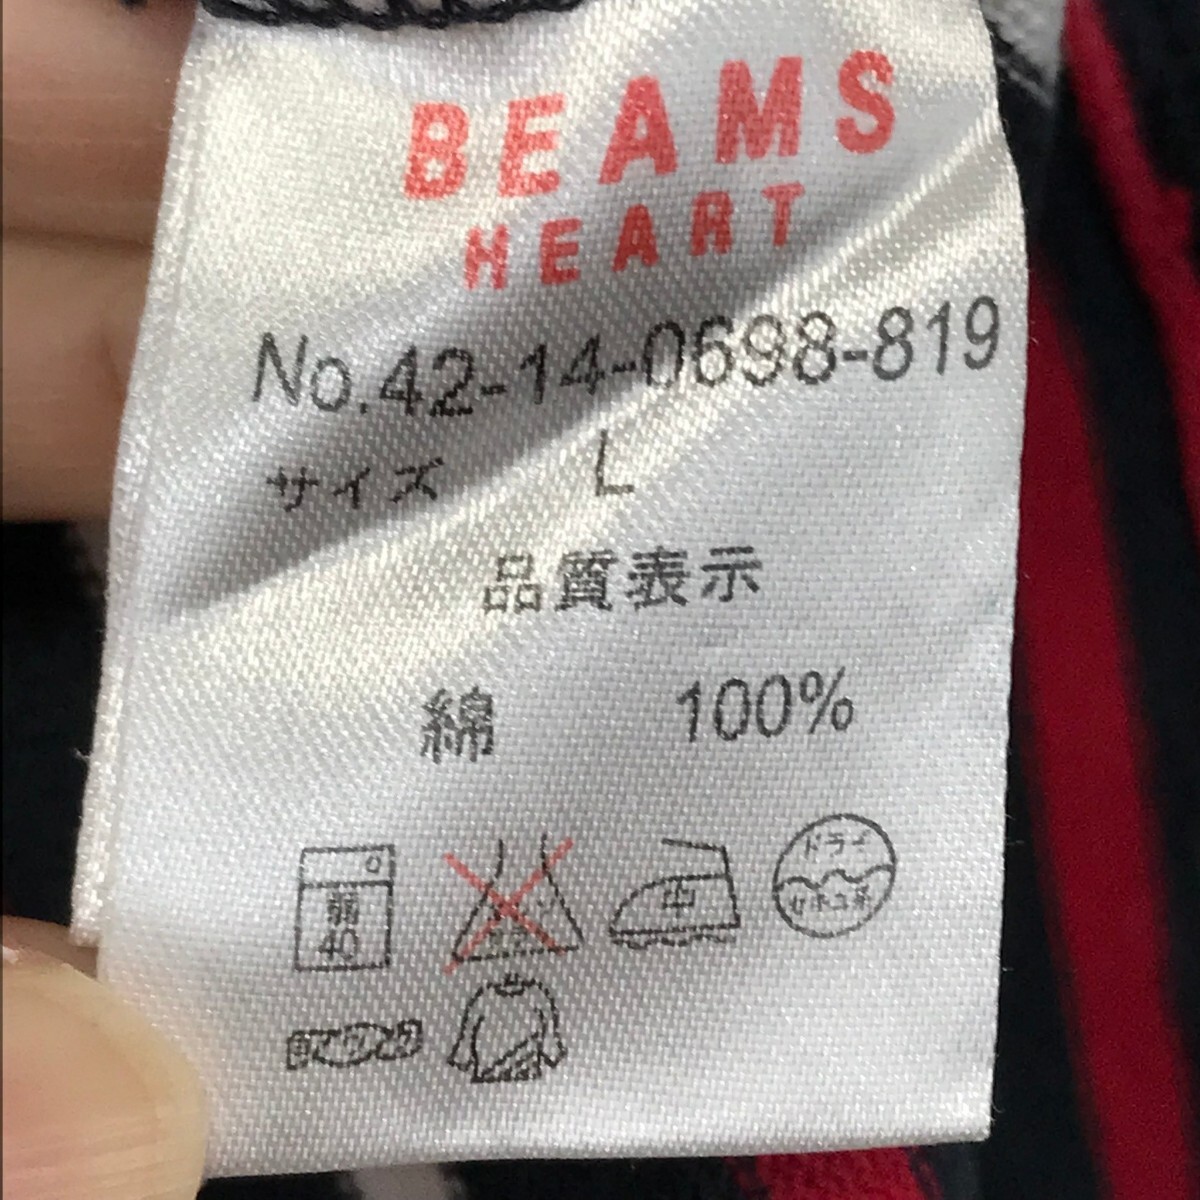 BEAMS
HEART
No.42-14-0698-819
サイズ L
品質表示
綿 100%
弱 中 ドライ
40 セキユ系